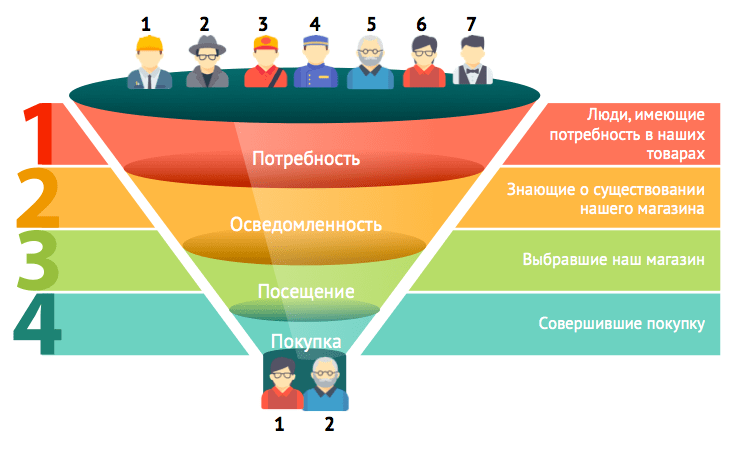 1 2 3 4 5 6 7
1
Потребность
Люди, имеющие
потребность в наших
товарах
2
Осведомленность
Знающие о существовании
нашего магазина
3
Посещение
Выбравшие наш магазин
4
Покупка
Совершившие покупку
1 2